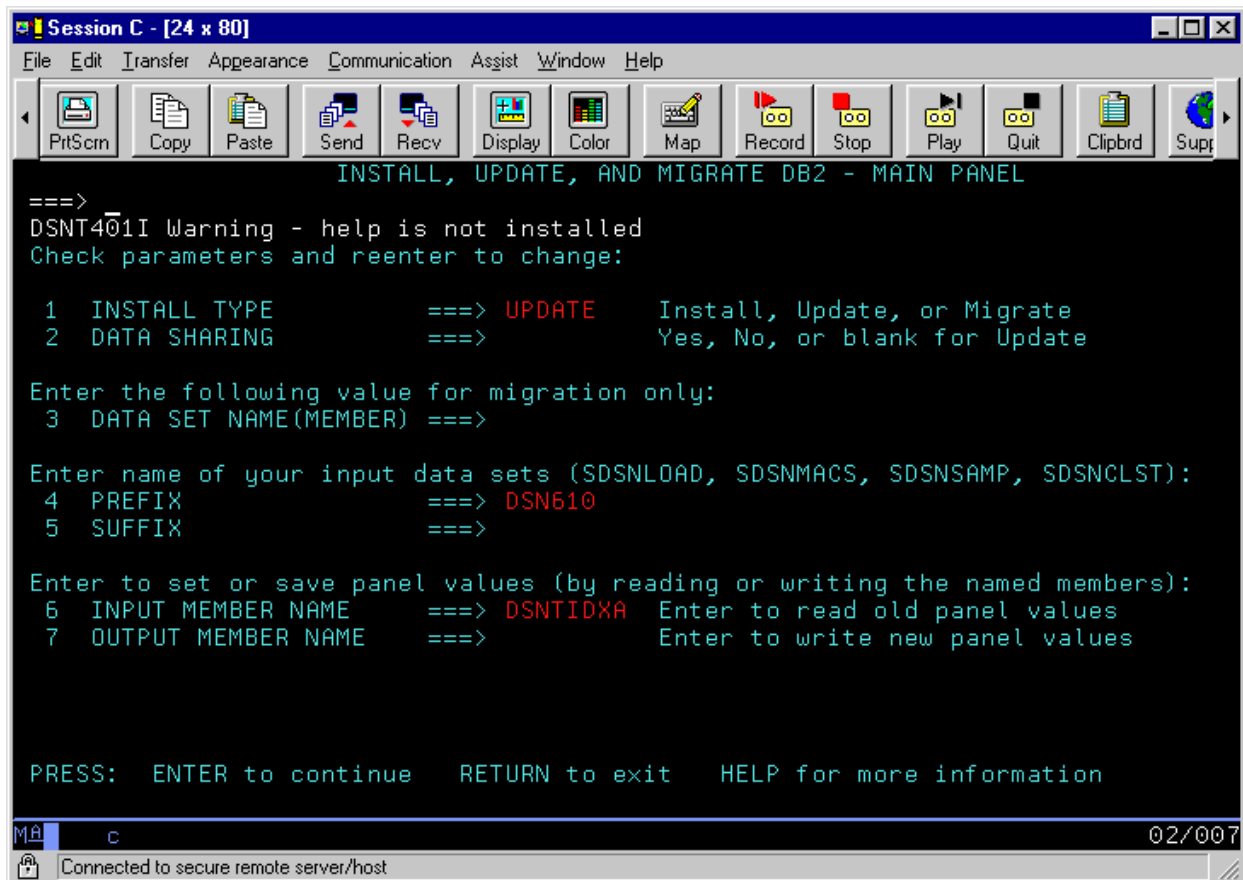 Session C - [24 x 80]
File Edit Transfer Appearance Communication Assist Window Help
PrtScrn Copy Paste Send Recv Display Color Map Record Stop Play Quit Clipbrd Supp
INSTALL, UPDATE, AND MIGRATE DB2 - MAIN PANEL
===>
DSNT401I Warning - help is not installed
Check parameters and reenter to change:
1 INSTALL TYPE ===> UPDATE Install, Update, or Migrate
2 DATA SHARING ===> Yes, No, or blank for Update
Enter the following value for migration only:
3 DATA SET NAME(MEMBER) ===>
Enter name of your input data sets (SDSNLOAD, SDSNMACS, SDSNSAMP, SDSNCLST):
4 PREFIX ===> DSN610
5 SUFFIX ===>
Enter to set or save panel values (by reading or writing the named members):
6 INPUT MEMBER NAME ===> DSNTIDXA Enter to read old panel values
7 OUTPUT MEMBER NAME ===> Enter to write new panel values
PRESS: ENTER to continue RETURN to exit HELP for more information
MA c 02/007
Connected to secure remote server/host